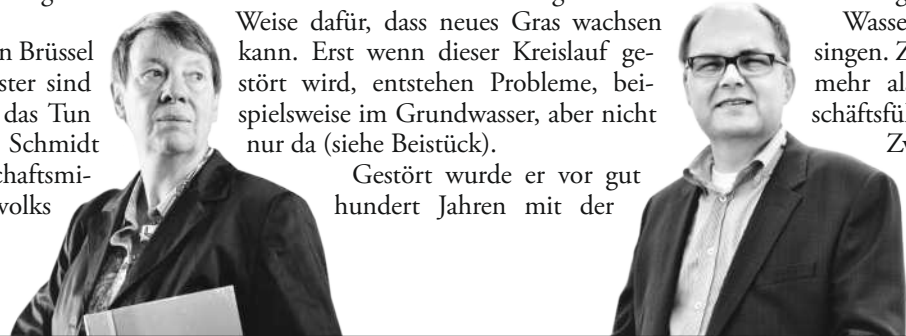 n Brüssel
ster sind
das Tun
Schmidt
chaftsmi-
volks
Weise dafür, dass neues Gras wachsen
kann. Erst wenn dieser Kreislauf ge-
stört wird, entstehen Probleme, bei-
spielsweise im Grundwasser, aber nicht
nur da (siehe Beistück).
Gestört wurde er vor gut
hundert Jahren mit der
Wasse
singen. Z
mehr al
schäftsfül
Zv